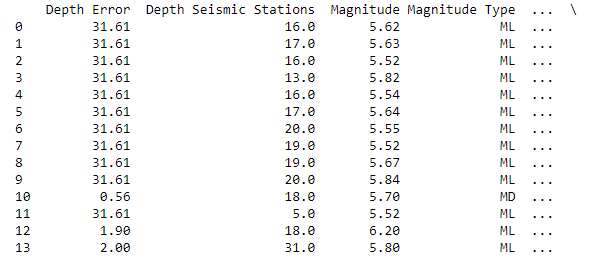 Depth Error  Depth Seismic Stations  Magnitude Magnitude Type  ...  \
0         31.61                    16.0       5.62             ML  ...
1         31.61                    17.0       5.63             ML  ...
2         31.61                    16.0       5.52             ML  ...
3         31.61                    13.0       5.82             ML  ...
4         31.61                    16.0       5.54             ML  ...
5         31.61                    17.0       5.64             ML  ...
6         31.61                    20.0       5.55             ML  ...
7         31.61                    19.0       5.52             ML  ...
8         31.61                    19.0       5.67             ML  ...
9         31.61                    20.0       5.84             ML  ...
10         0.56                    18.0       5.70             MD  ...
11        31.61                     5.0       5.52             ML  ...
12         1.90                    18.0       6.20             ML  ...
13         2.00                    31.0       5.80             ML  ...